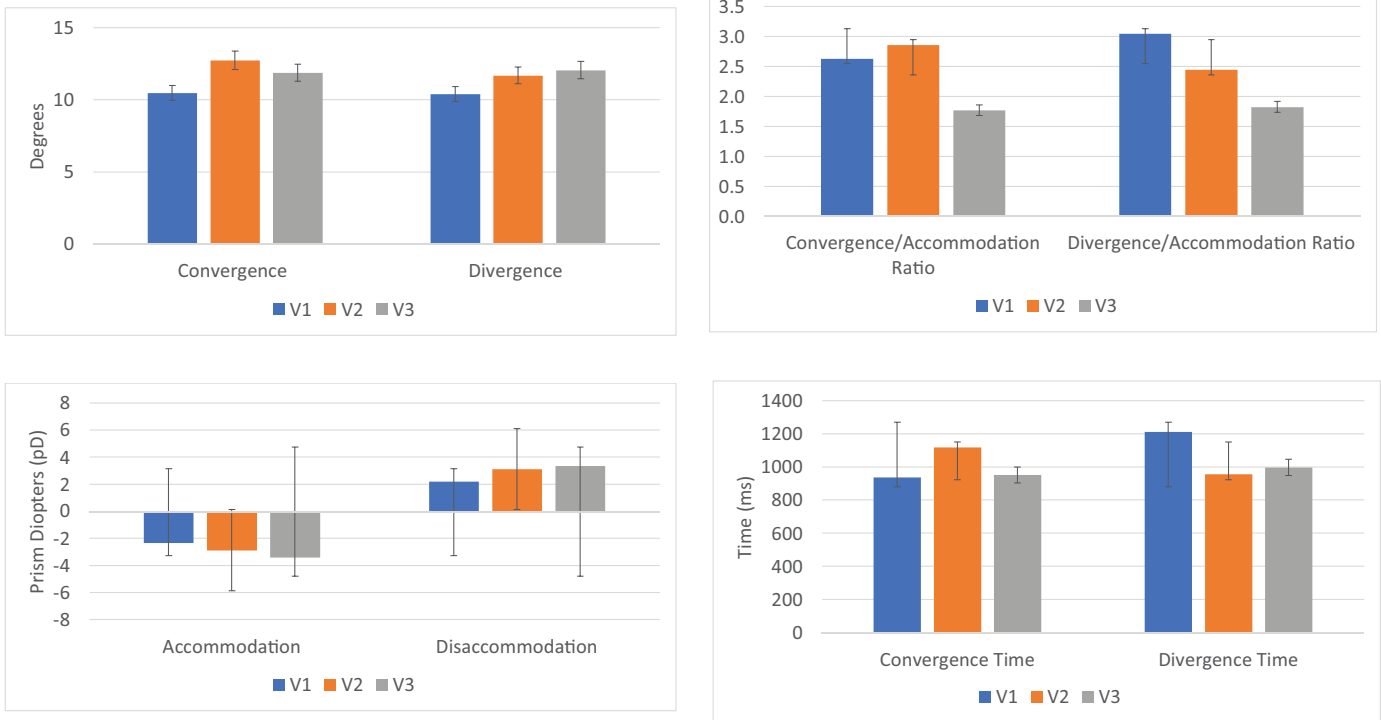 15
10
5
0
Degrees
Convergence Divergence
V1 V2 V3
3.5
3.0
2.5
2.0
1.5
1.0
0.5
0.0
Convergence/Accommodation Ratio
Divergence/Accommodation Ratio
V1 V2 V3
8
6
4
2
0
-2
-4
-6
-8
Prism Diopters (pD)
Accommodation Disaccommodation
V1 V2 V3
1400
1200
1000
800
600
400
200
0
Time (ms)
Convergence Time Divergence Time
V1 V2 V3